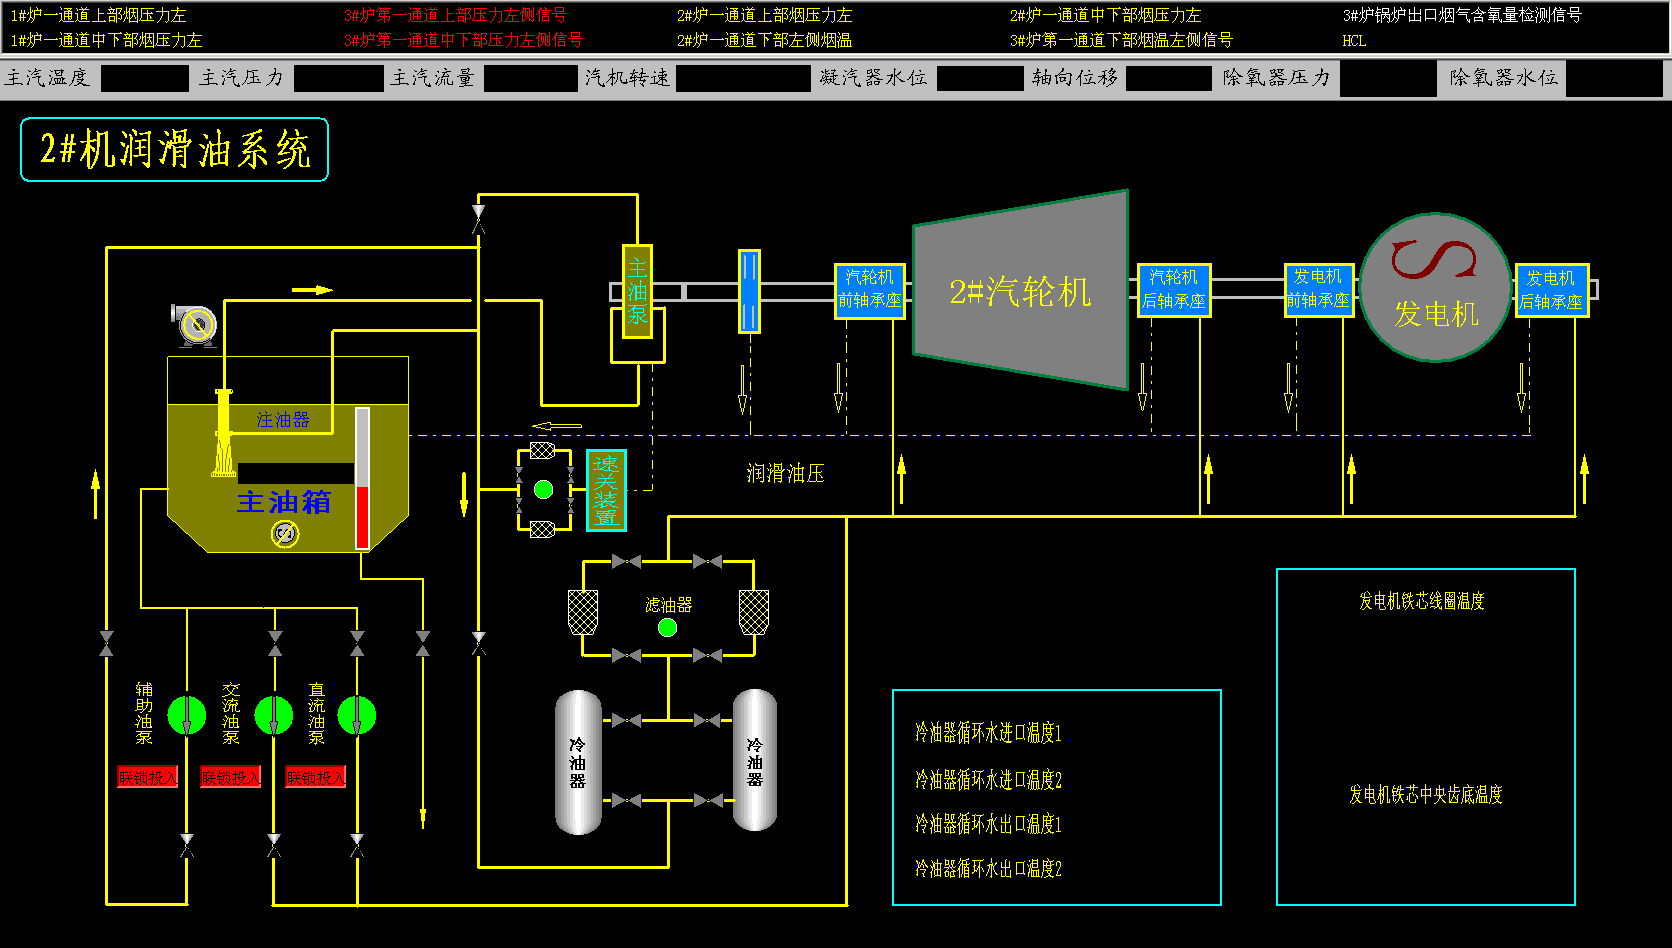 1#炉一通道上部烟压力左
3#炉第一通道上部压力左侧信号
2#炉一通道上部烟压力左
2#炉一通道中下部烟压力左
3#炉锅炉出口烟气含氧量检测信号
1#炉一通道中下部烟压力左
3#炉第一通道中下部压力左侧信号
2#炉一通道下部左侧烟温
3#炉第一通道下部烟温左侧信号
HCL
主汽温度
主汽压力
主汽流量
汽机转速
凝汽器水位
轴向位移
除氧器压力
除氧器水位
2#机润滑油系统
主油泵
汽轮机
前轴承座
2#汽轮机
汽轮机
后轴承座
发电机
前轴承座
发电机
发电机
后轴承座
注油器
主油箱
速关装置
润滑油压
滤油器
发电机铁芯线圈温度
辅助油泵
交流油泵
直流油泵
联锁投入
联锁投入
联锁投入
冷油器
冷油器
冷油器循环水进口温度1
冷油器循环水进口温度2
冷油器循环水出口温度1
冷油器循环水出口温度2
发电机铁芯中央齿底温度